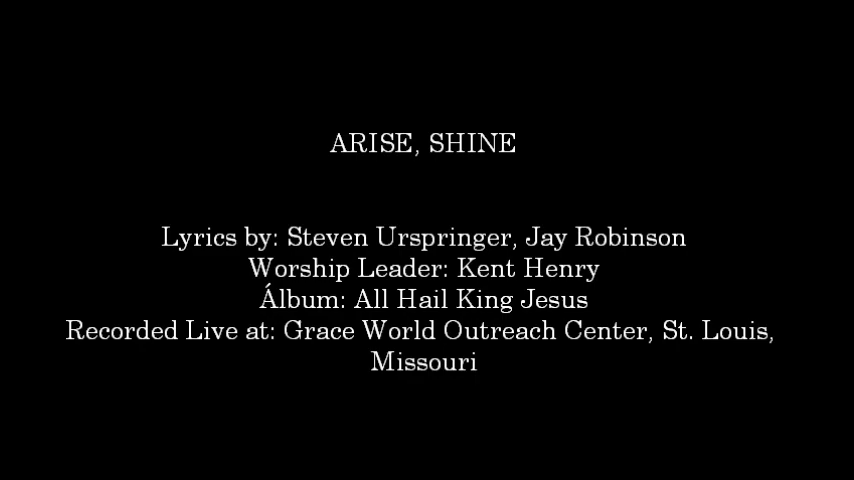 ARISE, SHINE
Lyrics by: Steven Urspringer, Jay Robinson
Worship Leader: Kent Henry
Álbum: All Hail King Jesus
Recorded Live at: Grace World Outreach Center, St. Louis,
Missouri